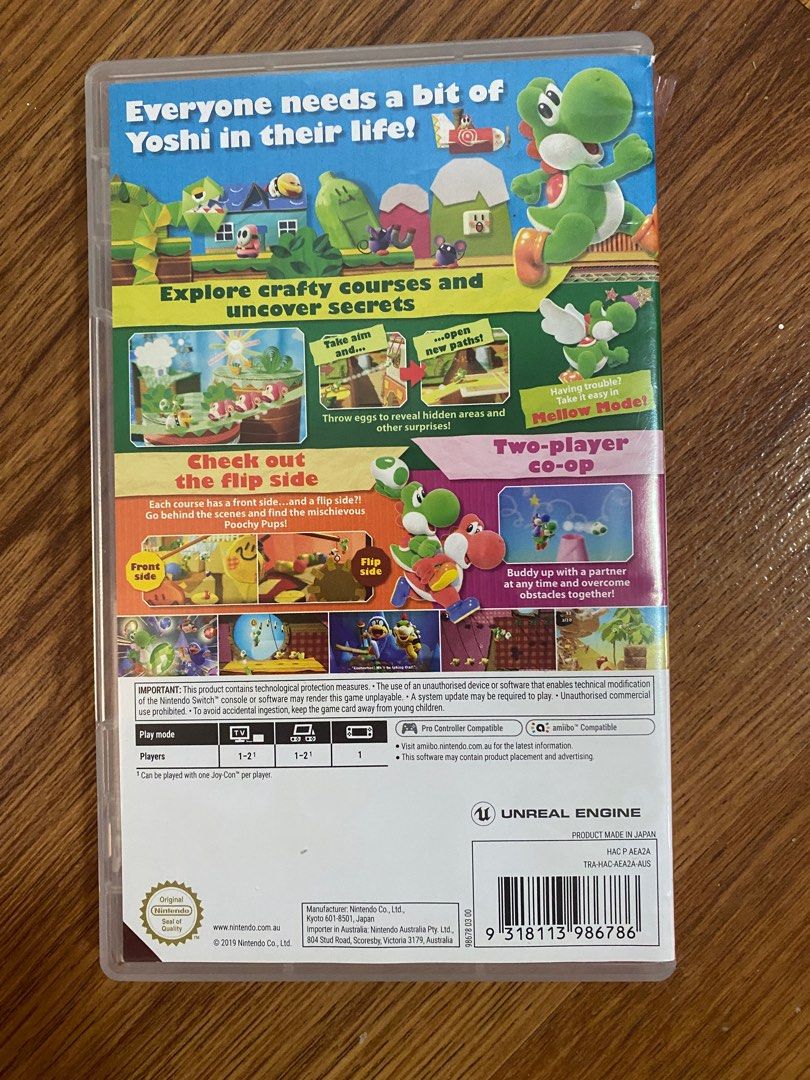 Everyone needs a bit of
Yoshi in their life!
Explore crafty courses and
uncover secrets
Take aim
and...
...open
new paths!
Throw eggs to reveal hidden areas and
other surprises!
Having trouble?
Take it easy in
Mellow Mode!
Check out
the flip side
Each course has a front side...and a flip side?!
Go behind the scenes and find the mischievous
Poochy Pups!
Front
side
Flip
side
Two-player
co-op
Buddy up with a partner
at any time and overcome
obstacles together!
IMPORTANT: This product contains technological protection measures. • The use of an unauthorised device or software that enables technical modification
of the Nintendo Switch™ console or software may render this game unplayable. • A system update may be required to play. • Unauthorised commercial
use prohibited. • To avoid accidental ingestion, keep the game card away from young children.
Play mode
TV
Players
1–2¹
1–2¹
1
¹ Can be played with one Joy-Con™ per player.
Pro Controller Compatible
amiibo™ Compatible
• Visit amiibo.nintendo.com.au for the latest information.
• This software may contain product placement and advertising.
UNREAL ENGINE
PRODUCT MADE IN JAPAN
HAC P AEA2A
TRA-HAC-AEA2A-AUS
98678 03 00
9 318113 986786
Original
Nintendo
Seal of
Quality
TM
www.nintendo.com.au
© 2019 Nintendo Co., Ltd.
Manufacturer: Nintendo Co., Ltd.,
Kyoto 601-8501, Japan
Importer in Australia: Nintendo Australia Pty. Ltd.,
804 Stud Road, Scoresby, Victoria 3179, Australia